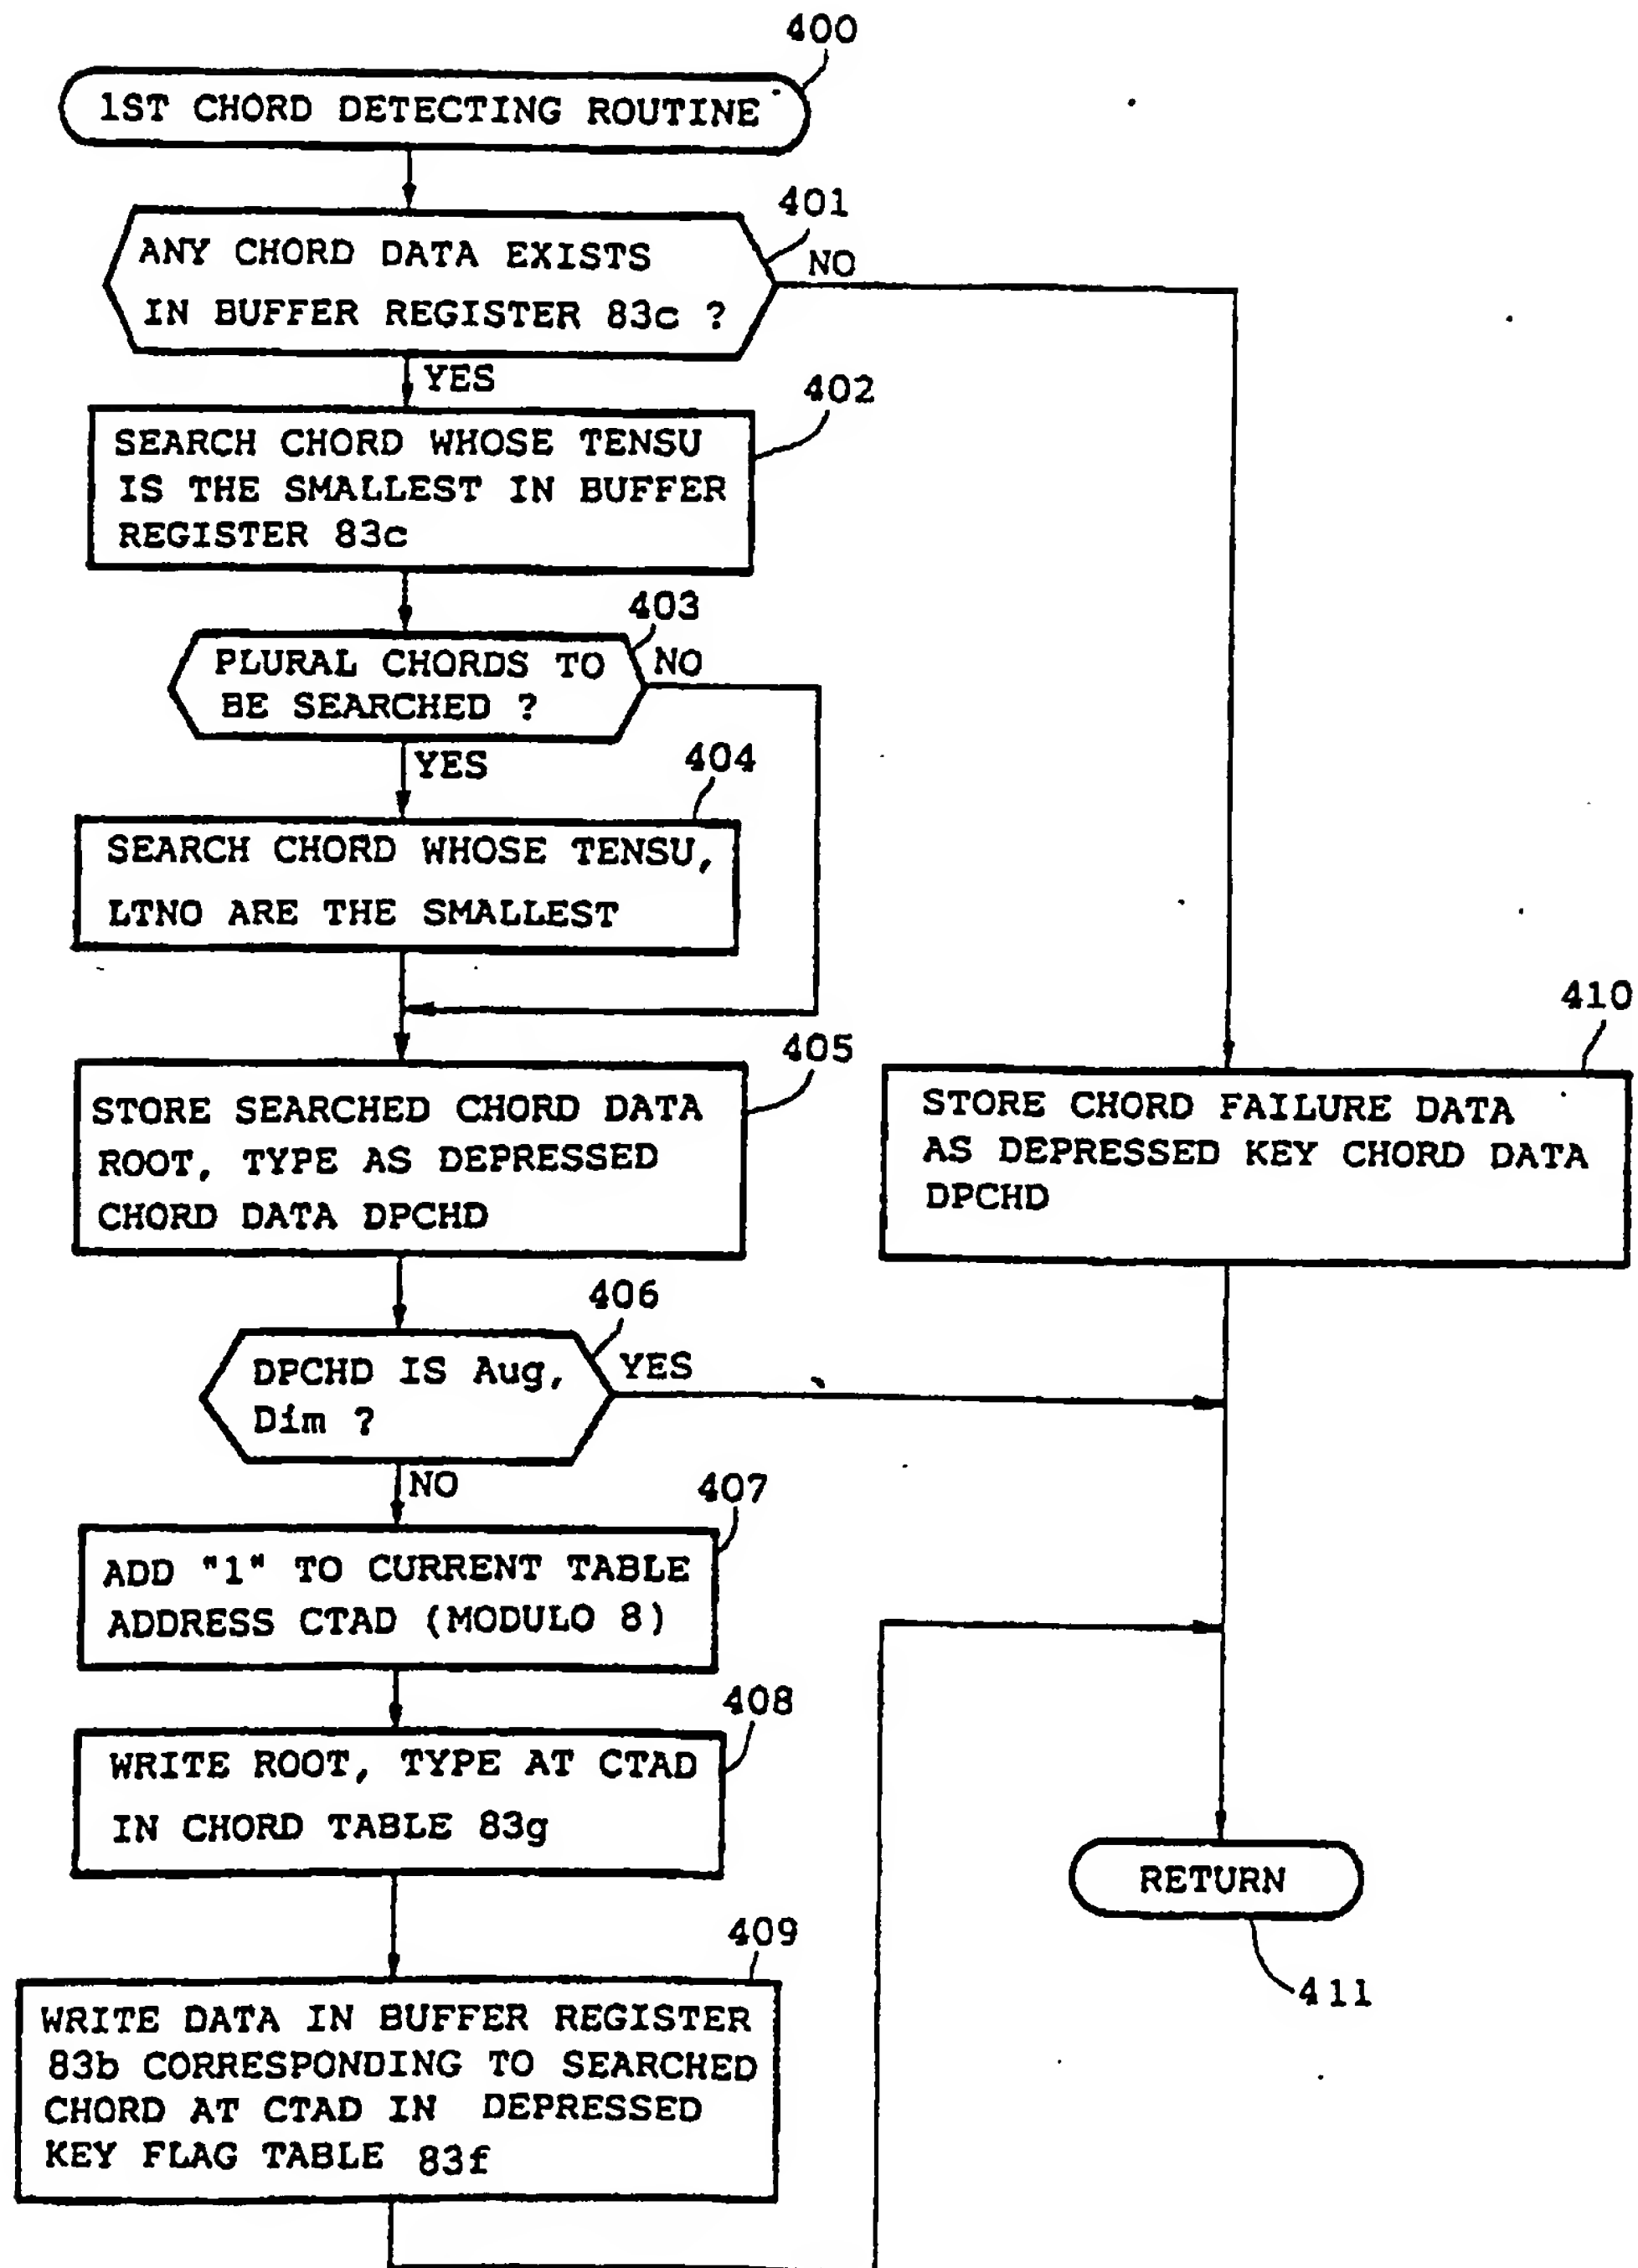 400
1ST CHORD DETECTING ROUTINE
401
ANY CHORD DATA EXISTS
IN BUFFER REGISTER 83c ?
NO
YES
402
SEARCH CHORD WHOSE TENSU
IS THE SMALLEST IN BUFFER
REGISTER 83c
403
PLURAL CHORDS TO
BE SEARCHED ?
NO
YES
404
SEARCH CHORD WHOSE TENSU,
LTNO ARE THE SMALLEST
405
STORE SEARCHED CHORD DATA
ROOT, TYPE AS DEPRESSED
CHORD DATA DPCHD
410
STORE CHORD FAILURE DATA
AS DEPRESSED KEY CHORD DATA
DPCHD
406
DPCHD IS Aug,
Dim ?
YES
NO
407
ADD "1" TO CURRENT TABLE
ADDRESS CTAD (MODULO 8)
408
WRITE ROOT, TYPE AT CTAD
IN CHORD TABLE 83g
RETURN
411
409
WRITE DATA IN BUFFER REGISTER
83b CORRESPONDING TO SEARCHED
CHORD AT CTAD IN DEPRESSED
KEY FLAG TABLE 83f